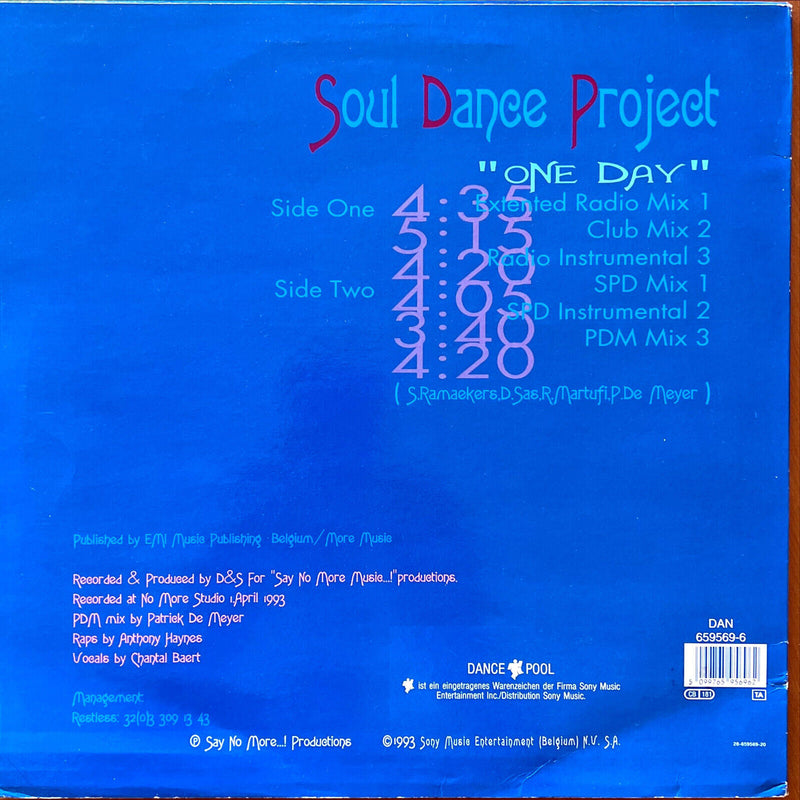 Soul Dance Project
"ONE DAY"
Side One 4:35 Extented Radio Mix 1
5:15 Club Mix 2
4:20 Radio Instrumental 3
Side Two 4:05 SPD Mix 1
3:40 SPD Instrumental 2
4:20 PDM Mix 3
( S.Ramaekers,D.Sas,R.Martufi,P.De Meyer )
Published by EMI Music Publishing - Belgium/More Music
Recorded & Produced by D&S For "Say No More Music...!"productions.
Recorded at No More Studio 1,April 1993
PDM mix by Patrick De Meyer
Raps by Anthony Haynes
Vocals by Chantal Baert
Management:
Restless: 32(0)3 309 13 43
DAN
659569-6
5 099765 956962
CB 181 TA
DANCE POOL
ist ein eingetragenes Warenzeichen der Firma Sony Music
Entertainment Inc./Distribution Sony Music.
℗ Say No More...! Productions ©1993 Sony Music Entertainment (Belgium) N.V. S.A.
26-659569-20